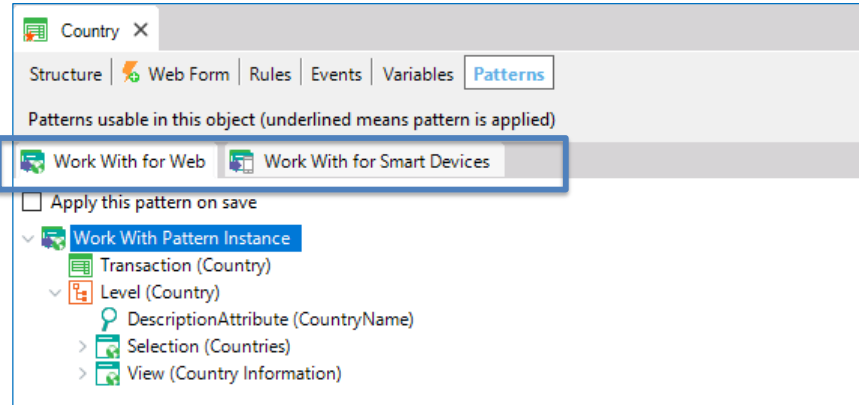 Country
Structure Web Form Rules Events Variables Patterns
Patterns usable in this object (underlined means pattern is applied)
Work With for Web Work With for Smart Devices
Apply this pattern on save
Work With Pattern Instance
Transaction (Country)
Level (Country)
DescriptionAttribute (CountryName)
Selection (Countries)
View (Country Information)